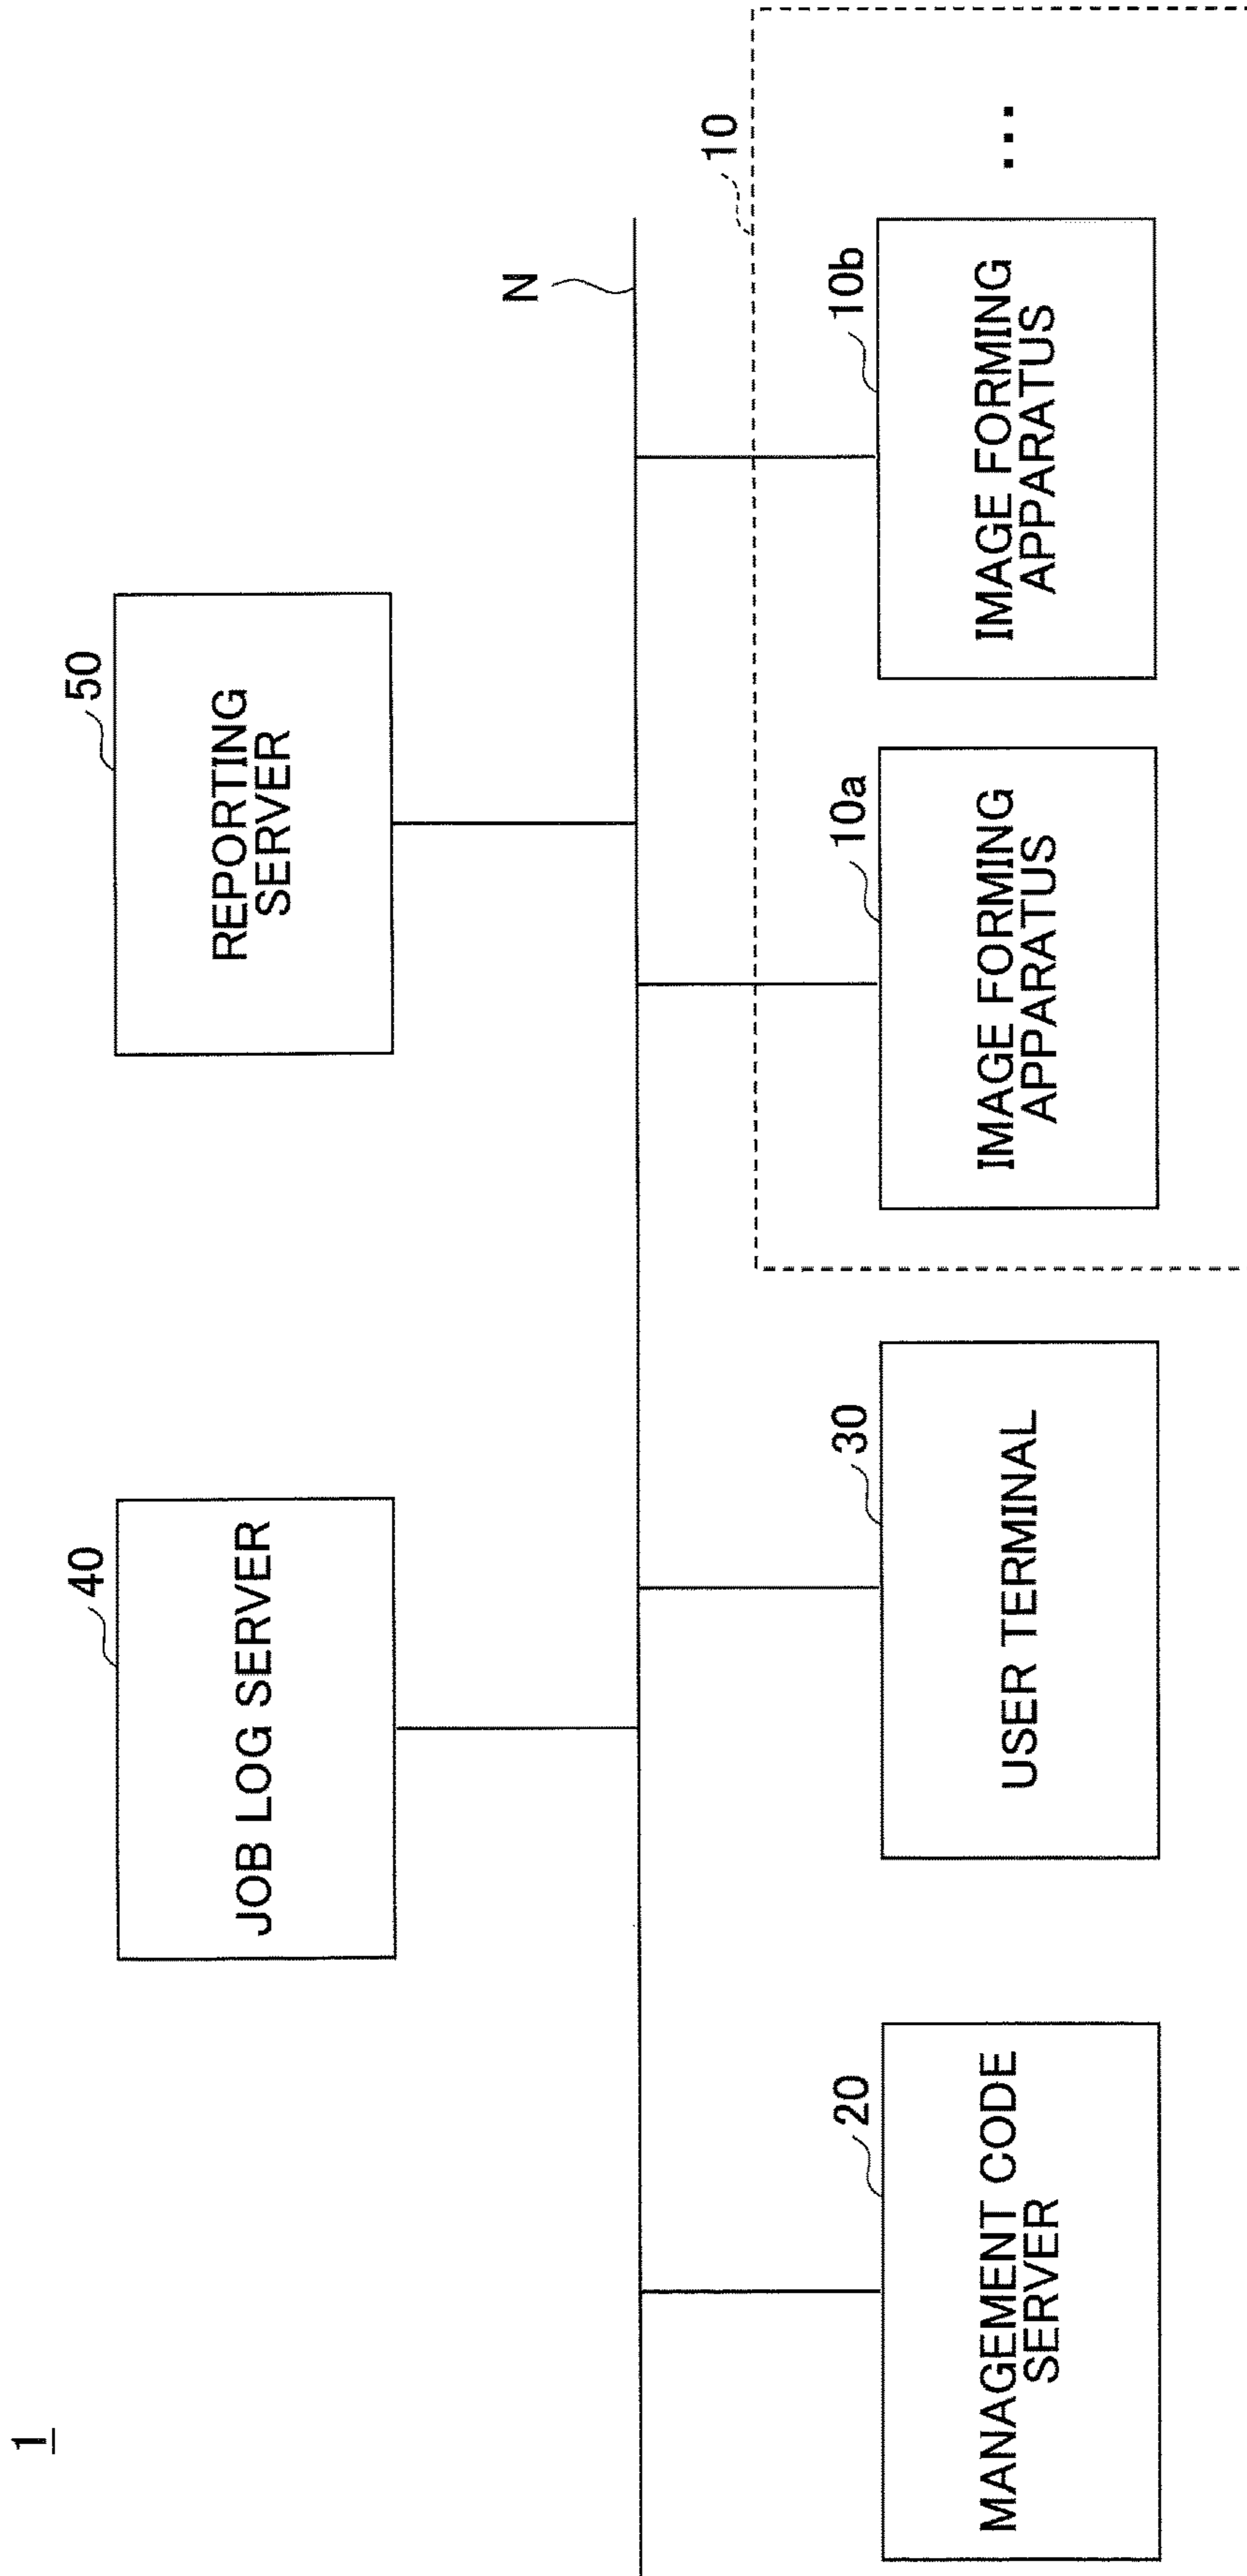 1
40
JOB LOG SERVER
50
REPORTING
SERVER
N
20
MANAGEMENT CODE
SERVER
30
USER TERMINAL
10
10a
IMAGE FORMING
APPARATUS
10b
IMAGE FORMING
APPARATUS
...